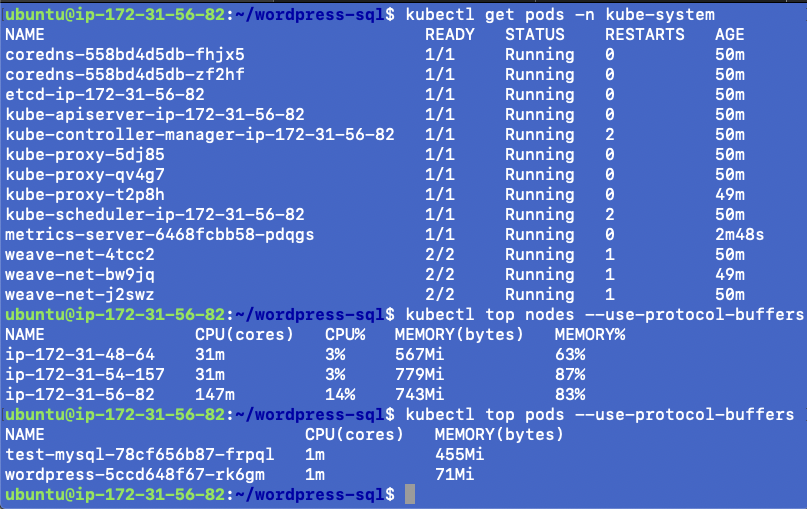 ubuntu@ip-172-31-56-82:~/wordpress-sql$ kubectl get pods -n kube-system
NAME READY STATUS RESTARTS AGE
coredns-558bd4d5db-fhjx5 1/1 Running 0 50m
coredns-558bd4d5db-zf2hf 1/1 Running 0 50m
etcd-ip-172-31-56-82 1/1 Running 0 50m
kube-apiserver-ip-172-31-56-82 1/1 Running 0 50m
kube-controller-manager-ip-172-31-56-82 1/1 Running 2 50m
kube-proxy-5dj85 1/1 Running 0 50m
kube-proxy-qv4g7 1/1 Running 0 50m
kube-proxy-t2p8h 1/1 Running 0 49m
kube-scheduler-ip-172-31-56-82 1/1 Running 2 50m
metrics-server-6468fcbb58-pdqgs 1/1 Running 0 2m48s
weave-net-4tcc2 2/2 Running 1 50m
weave-net-bw9jq 2/2 Running 1 49m
weave-net-j2swz 2/2 Running 1 50m
ubuntu@ip-172-31-56-82:~/wordpress-sql$ kubectl top nodes --use-protocol-buffers
NAME CPU(cores) CPU% MEMORY(bytes) MEMORY%
ip-172-31-48-64 31m 3% 567Mi 63%
ip-172-31-54-157 31m 3% 779Mi 87%
ip-172-31-56-82 147m 14% 743Mi 83%
ubuntu@ip-172-31-56-82:~/wordpress-sql$ kubectl top pods --use-protocol-buffers
NAME CPU(cores) MEMORY(bytes)
test-mysql-78cf656b87-frpql 1m 455Mi
wordpress-5ccd648f67-rk6gm 1m 71Mi
ubuntu@ip-172-31-56-82:~/wordpress-sql$